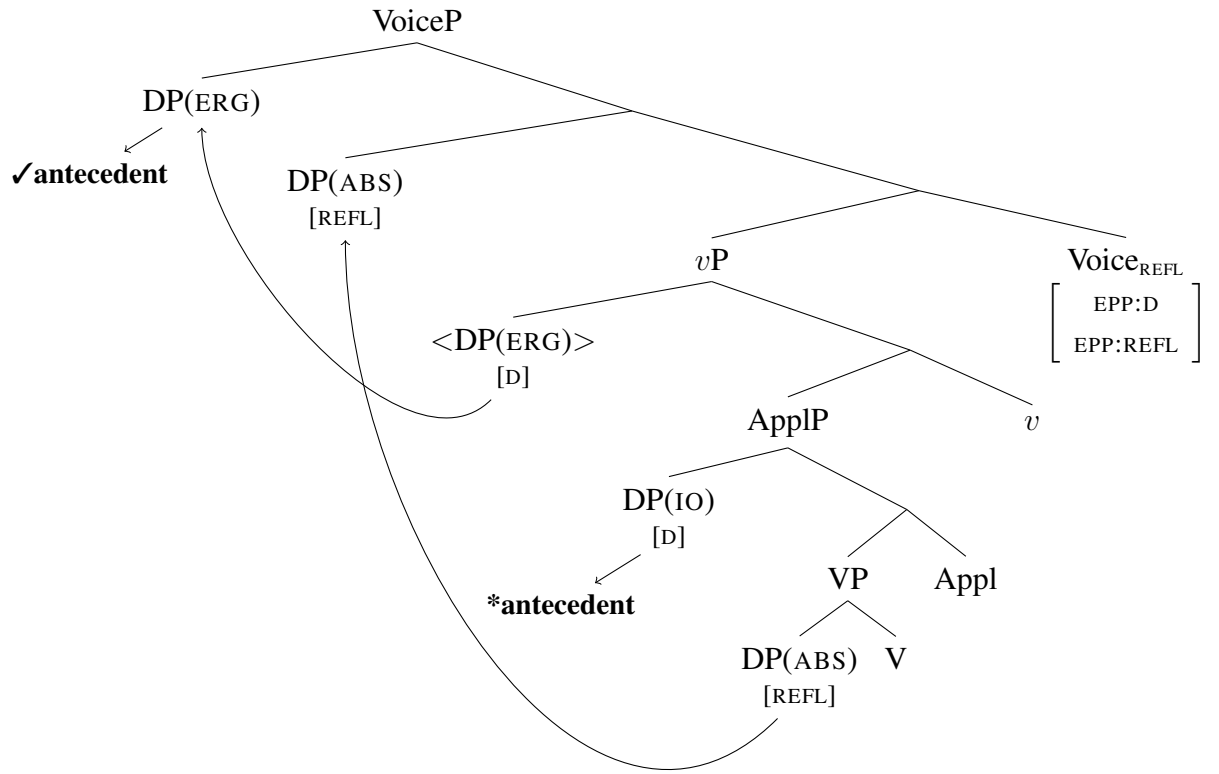 VoiceP
DP(ERG)
✓antecedent
DP(ABS)
[REFL]
vP
Voice_REFL
EPP:D
EPP:REFL
<DP(ERG)>
[D]
ApplP
v
DP(IO)
[D]
*antecedent
VP
Appl
DP(ABS)
V
[REFL]